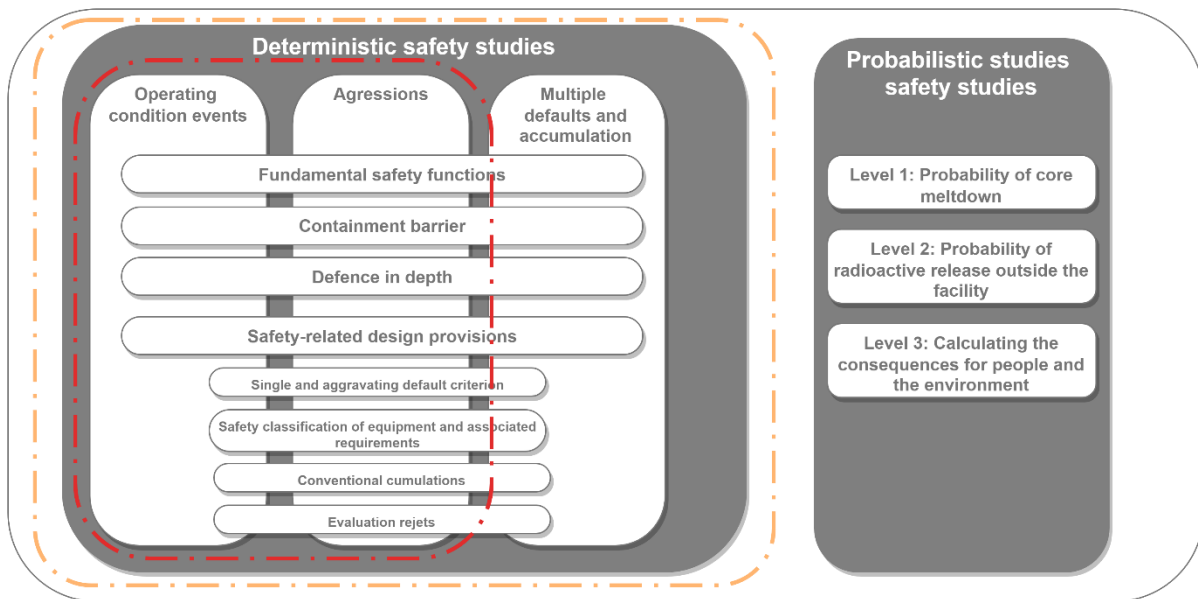 Deterministic safety studies
Operating
condition events
Agressions
Multiple
defaults and
accumulation
Fundamental safety functions
Containment barrier
Defence in depth
Safety-related design provisions
Single and aggravating default criterion
Safety classification of equipment and associated
requirements
Conventional cumulations
Evaluation rejets
Probabilistic studies
safety studies
Level 1: Probability of core
meltdown
Level 2: Probability of
radioactive release outside the
facility
Level 3: Calculating the
consequences for people and
the environment